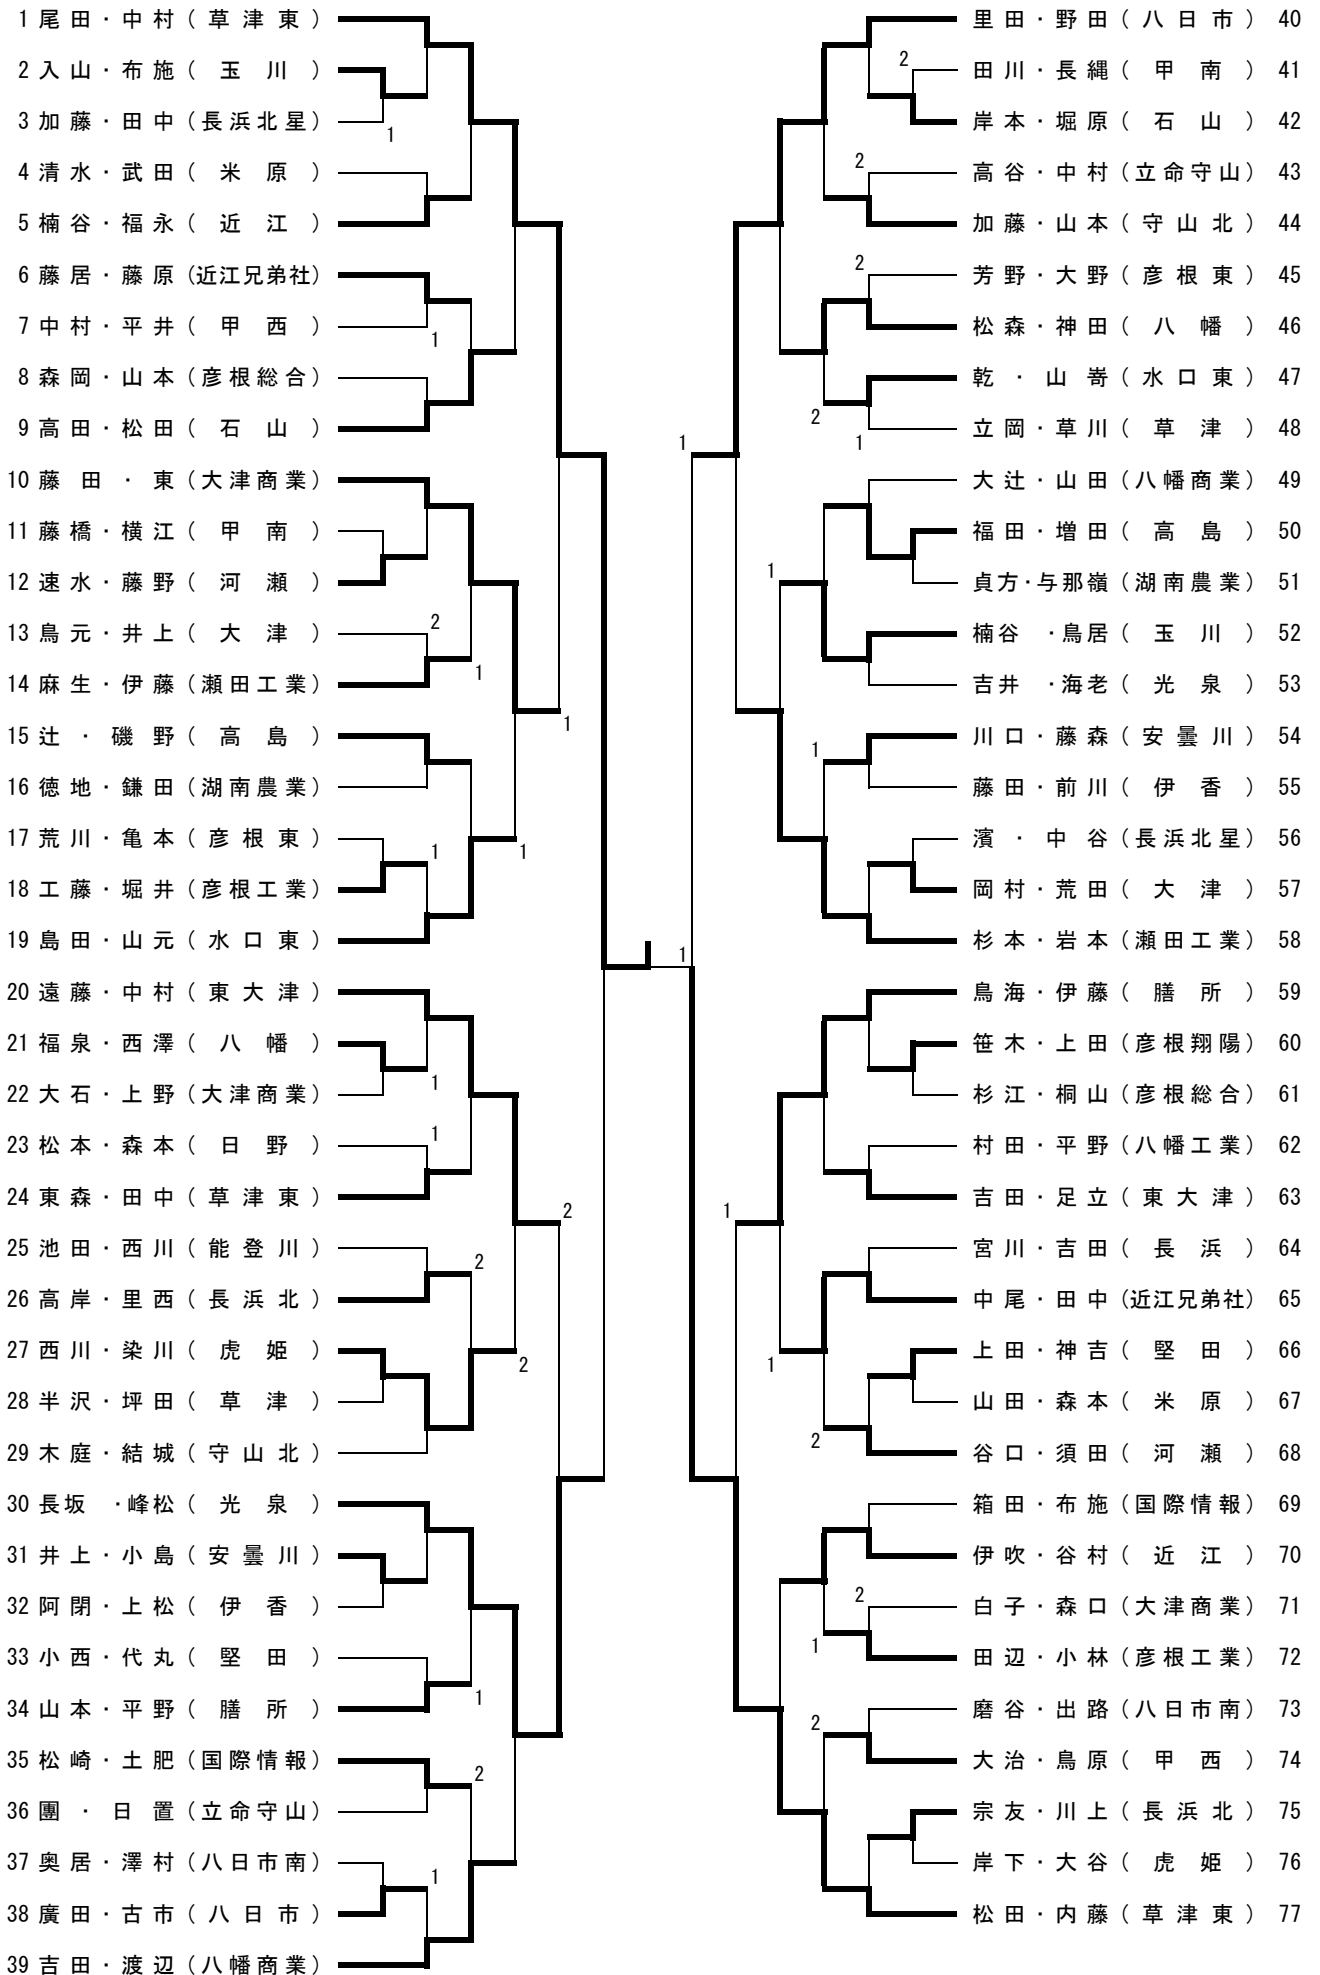 1 尾田・中村(草津東)
2 入山・布施(玉川)
3 加藤・田中(長浜北星)
1
4 清水・武田(米原)
5 楠谷・福永(近江)
6 藤居・藤原(近江兄弟社)
7 中村・平井(甲西)
1
8 森岡・山本(彦根総合)
9 高田・松田(石山)
10 藤田・東(大津商業)
11 藤橋・横江(甲南)
12 速水・藤野(河瀬)
13 鳥元・井上(大津)
2
14 麻生・伊藤(瀬田工業)
1
15 辻・磯野(高島)
1
16 徳地・鎌田(湖南農業)
17 荒川・亀本(彦根東)
1
1
18 工藤・堀井(彦根工業)
19 島田・山元(水口東)
20 遠藤・中村(東大津)
21 福泉・西澤(八幡)
22 大石・上野(大津商業)
1
23 松本・森本(日野)
1
24 東森・田中(草津東)
2
25 池田・西川(能登川)
2
26 高岸・里西(長浜北)
27 西川・染川(虎姫)
2
28 半沢・坪田(草津)
29 木庭・結城(守山北)
30 長坂・峰松(光泉)
31 井上・小島(安曇川)
32 阿閉・上松(伊香)
33 小西・代丸(堅田)
34 山本・平野(膳所)
1
35 松崎・土肥(国際情報)
2
36 團・日置(立命守山)
37 奥居・澤村(八日市南)
1
38 廣田・古市(八日市)
39 吉田・渡辺(八幡商業)
里田・野田(八日市) 40
2
田川・長縄(甲南) 41
岸本・堀原(石山) 42
2
高谷・中村(立命守山) 43
加藤・山本(守山北) 44
2
芳野・大野(彦根東) 45
松森・神田(八幡) 46
乾・山嵜(水口東) 47
2
1
1
立岡・草川(草津) 48
大辻・山田(八幡商業) 49
福田・増田(高島) 50
1
貞方・与那嶺(湖南農業) 51
楠谷・鳥居(玉川) 52
吉井・海老(光泉) 53
川口・藤森(安曇川) 54
1
藤田・前川(伊香) 55
濱・中谷(長浜北星) 56
岡村・荒田(大津) 57
杉本・岩本(瀬田工業) 58
1
鳥海・伊藤(膳所) 59
笹木・上田(彦根翔陽) 60
杉江・桐山(彦根総合) 61
村田・平野(八幡工業) 62
吉田・足立(東大津) 63
1
宮川・吉田(長浜) 64
中尾・田中(近江兄弟社) 65
上田・神吉(堅田) 66
1
山田・森本(米原) 67
2
谷口・須田(河瀬) 68
箱田・布施(国際情報) 69
伊吹・谷村(近江) 70
2
白子・森口(大津商業) 71
1
田辺・小林(彦根工業) 72
磨谷・出路(八日市南) 73
2
大治・鳥原(甲西) 74
宗友・川上(長浜北) 75
岸下・大谷(虎姫) 76
松田・内藤(草津東) 77